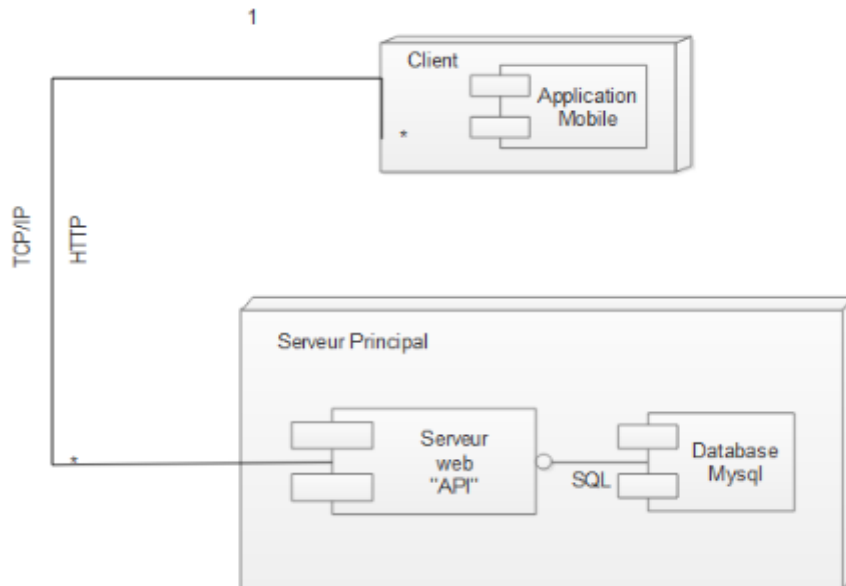 1
Client
Application
Mobile
*
TCP/IP
HTTP
Serveur Principal
Serveur
web
"API"
SQL
Database
Mysql
*